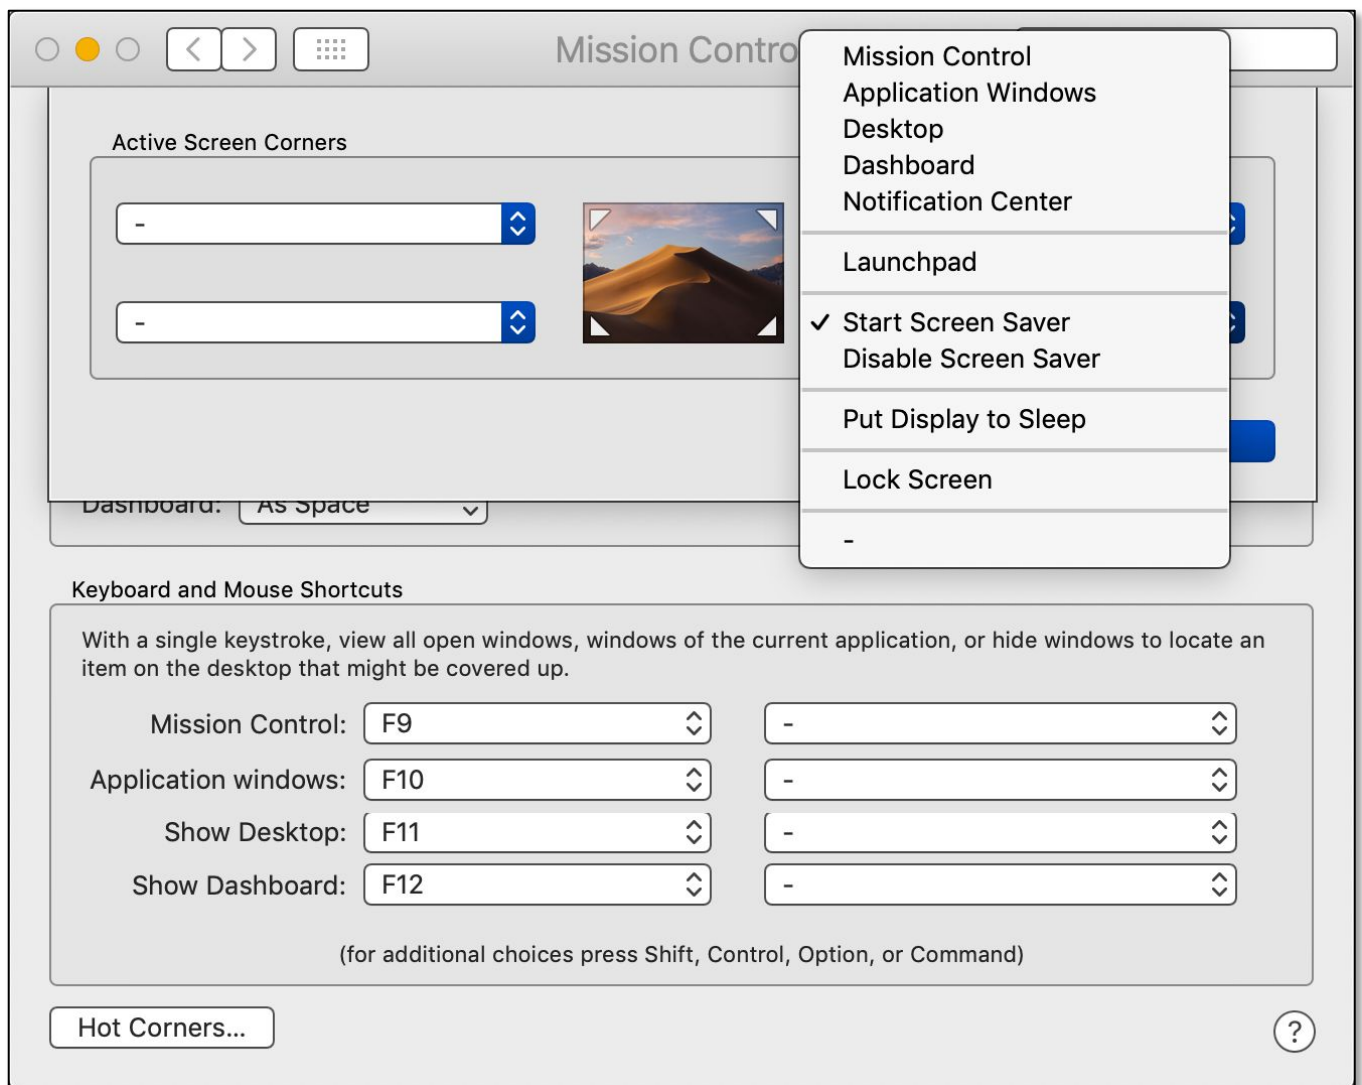 Mission Contro
Mission Control
Application Windows
Desktop
Dashboard
Notification Center
Launchpad
✓ Start Screen Saver
Disable Screen Saver
Put Display to Sleep
Lock Screen
-
Active Screen Corners
-
-
Dashboard: As Space
Keyboard and Mouse Shortcuts
With a single keystroke, view all open windows, windows of the current application, or hide windows to locate an
item on the desktop that might be covered up.
Mission Control: F9 -
Application windows: F10 -
Show Desktop: F11 -
Show Dashboard: F12 -
(for additional choices press Shift, Control, Option, or Command)
Hot Corners... ?